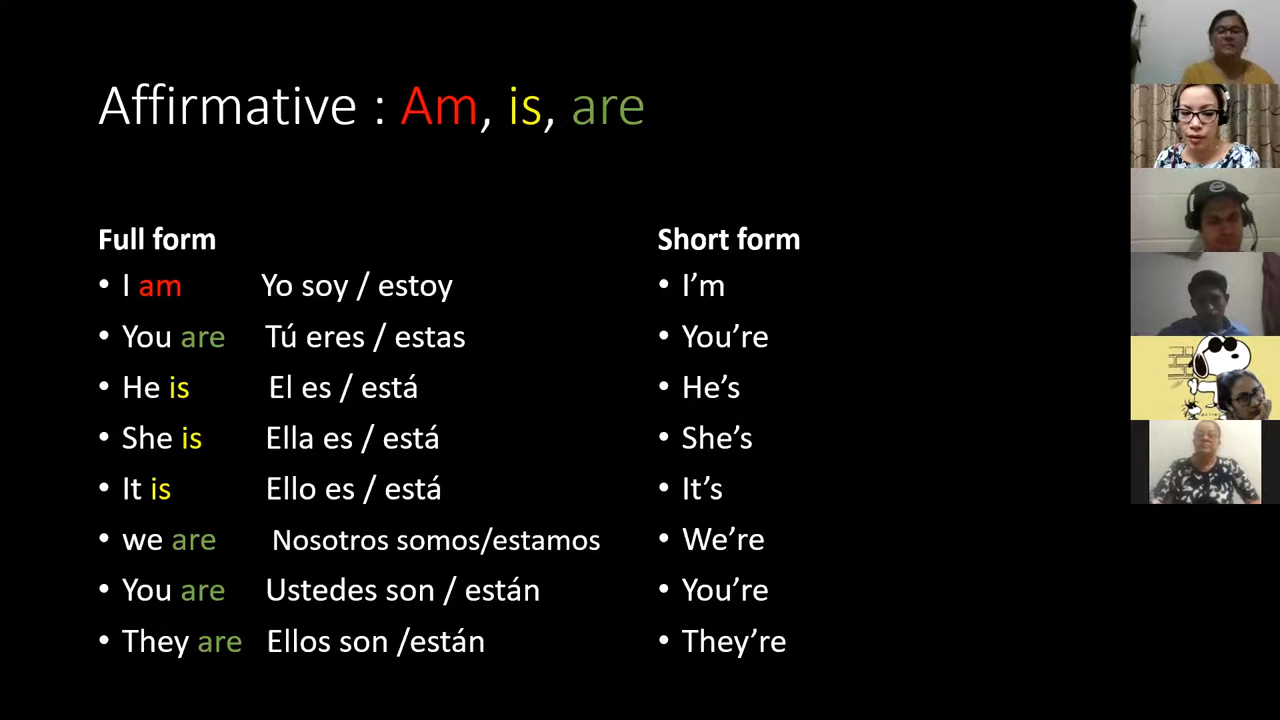 Affirmative : Am, is, are
Full form
• I am Yo soy / estoy
• You are Tú eres / estas
• He is El es / está
• She is Ella es / está
• It is Ello es / está
• we are Nosotros somos/estamos
• You are Ustedes son / están
• They are Ellos son /están
Short form
• I’m
• You’re
• He’s
• She’s
• It’s
• We’re
• You’re
• They’re